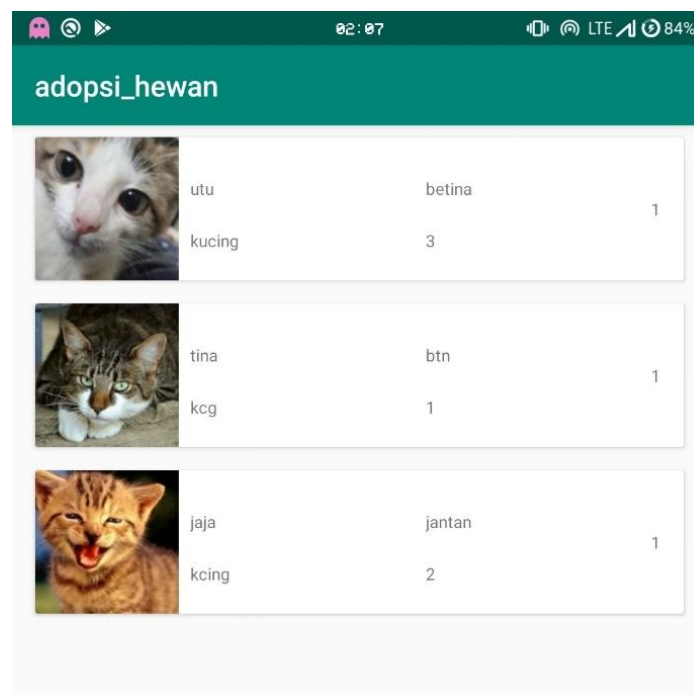 02:07 LTE 84%
adopsi_hewan
utu betina
1
kucing 3
tina btn
1
kcg 1
jaja jantan
1
kcing 2